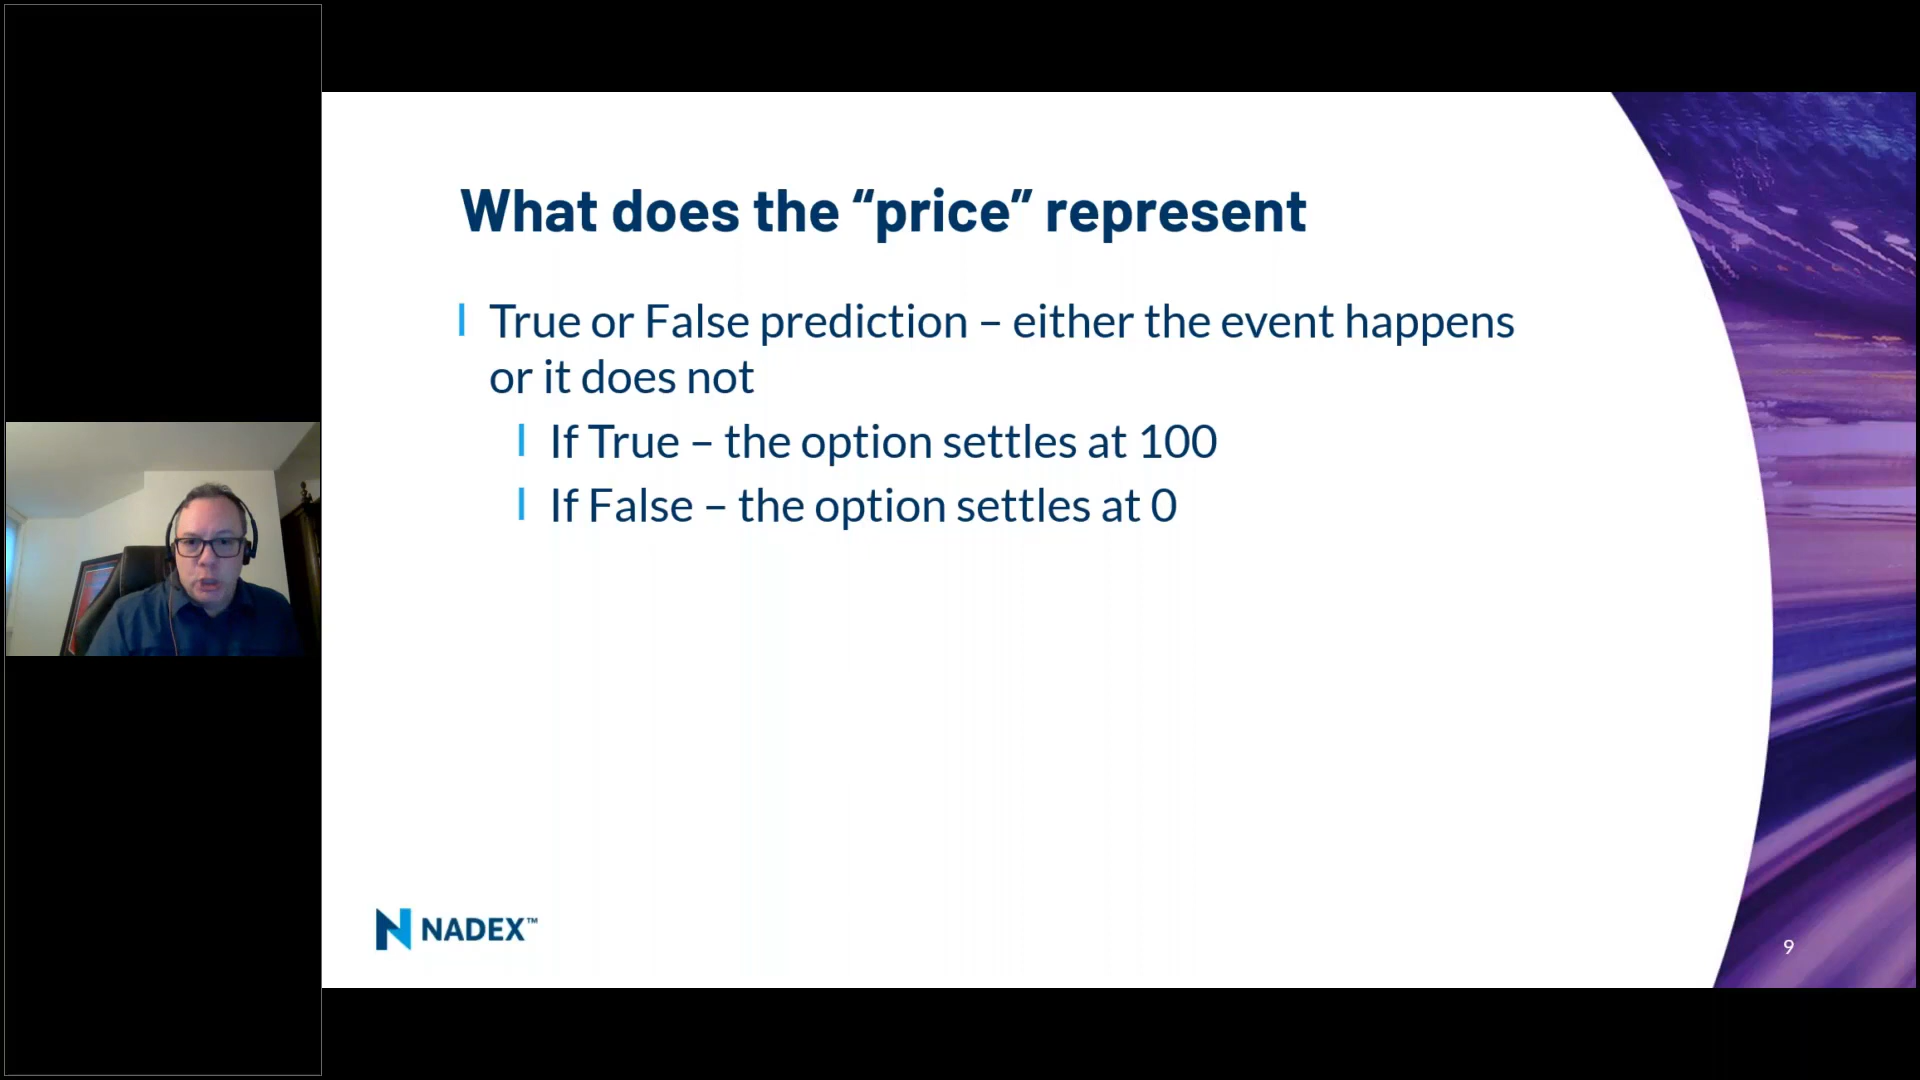 What does the “price” represent
True or False prediction – either the event happens
or it does not
If True – the option settles at 100
If False – the option settles at 0
NADEX™
9